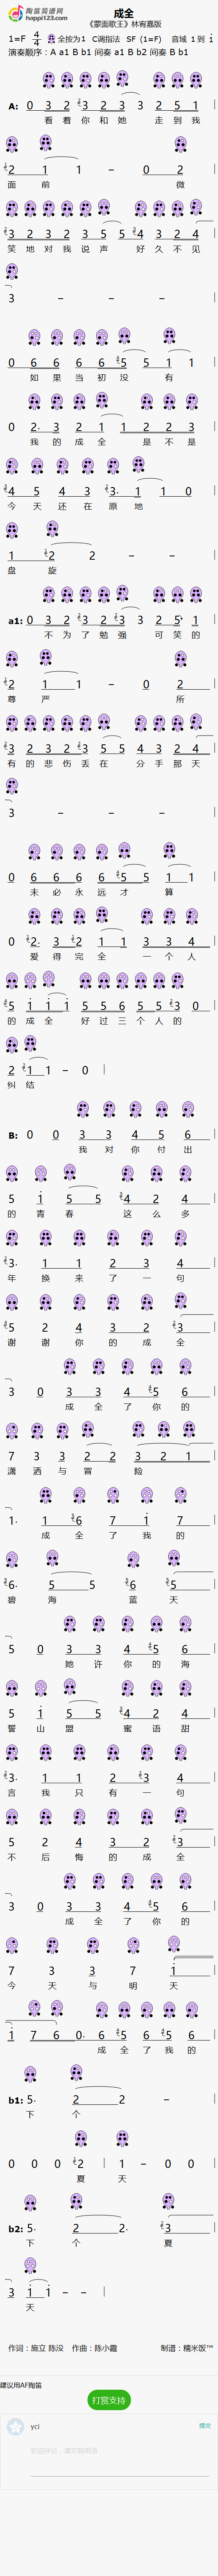 陶笛简谱网
happi123.com
成全
《蒙面歌王》林宥嘉版
1=F 4/4 全按为1 C调指法 SF (1=F) 音域 1 到 i
演奏顺序：A a1 B b1 间奏 a1 B b2 间奏 B b1
A: 0 3 2 3 2 3 3 2 5 1
看着你和她 走到我
2 1 1 – 0 2
面前 微
3 2 3 2 3 5 5 4 3 2 4
笑地对我说声 好久不见
3 – – –
0 6 6 6 6 5 5 1 1
如果当初没有
0 2· 3 2 1 1 2 2 3
我的成全 是不是
4 5 4 3 3· 1 1 0
今天还在原地
1 2 2 – –
盘旋
a1: 0 3 2 3 2 3 3 2 5 1
不为了勉强 可笑的
2 1 1 – 0 2
尊严 所
3 2 3 2 3 5 5 4 3 2 4
有的悲伤丢在 分手那天
3 – – –
0 6 6 6 6 5 5 1 1
未必永远才算
0 2· 3 2 1 1 3 3 4
爱得完全 一个人
5 i i i 5 5 6 5 5 3 0
的成全 好过三个人的
2 1 1 – 0
纠结
B: 0 0 3 3 4 5 6
我对你付出
5 i 5 5 4 2 4
的青春 这么多
3· 1 1 2 3 4
年换来了一句
5 2 4 3 2 3
谢谢你的成全
3 0 3 3 4 5 6
成全了你的
7 3 3 2 2 3 2 1
潇洒与冒险
1· 1 6 7 i 7
成全了我的
6· 5 5 6 5
碧海 蓝天
5 0 3 3 4 5 6
她许你的海
5 i 5 5 4 2 4
誓山盟 蜜语甜
3· 1 1 2 3 4
言我只有一句
5 2 4 3 2 3
不后悔的成全
3 0 3 3 4 5 6
成全了你的
7 3 3 7 i
今天与明天
i 7 6 0· 6 5 6 5 6
成全了我的
b1: 5· 2 2 –
下个
0 0 0 2 1 – 0 0
夏天
b2: 5· 2 2· 3
下个 夏
3 i i – –
天
作词：施立 陈没 作曲：陈小霞 制谱：糯米饭™
建议用AF陶笛
打赏支持
yci 提交
欢迎评论，请文明用语